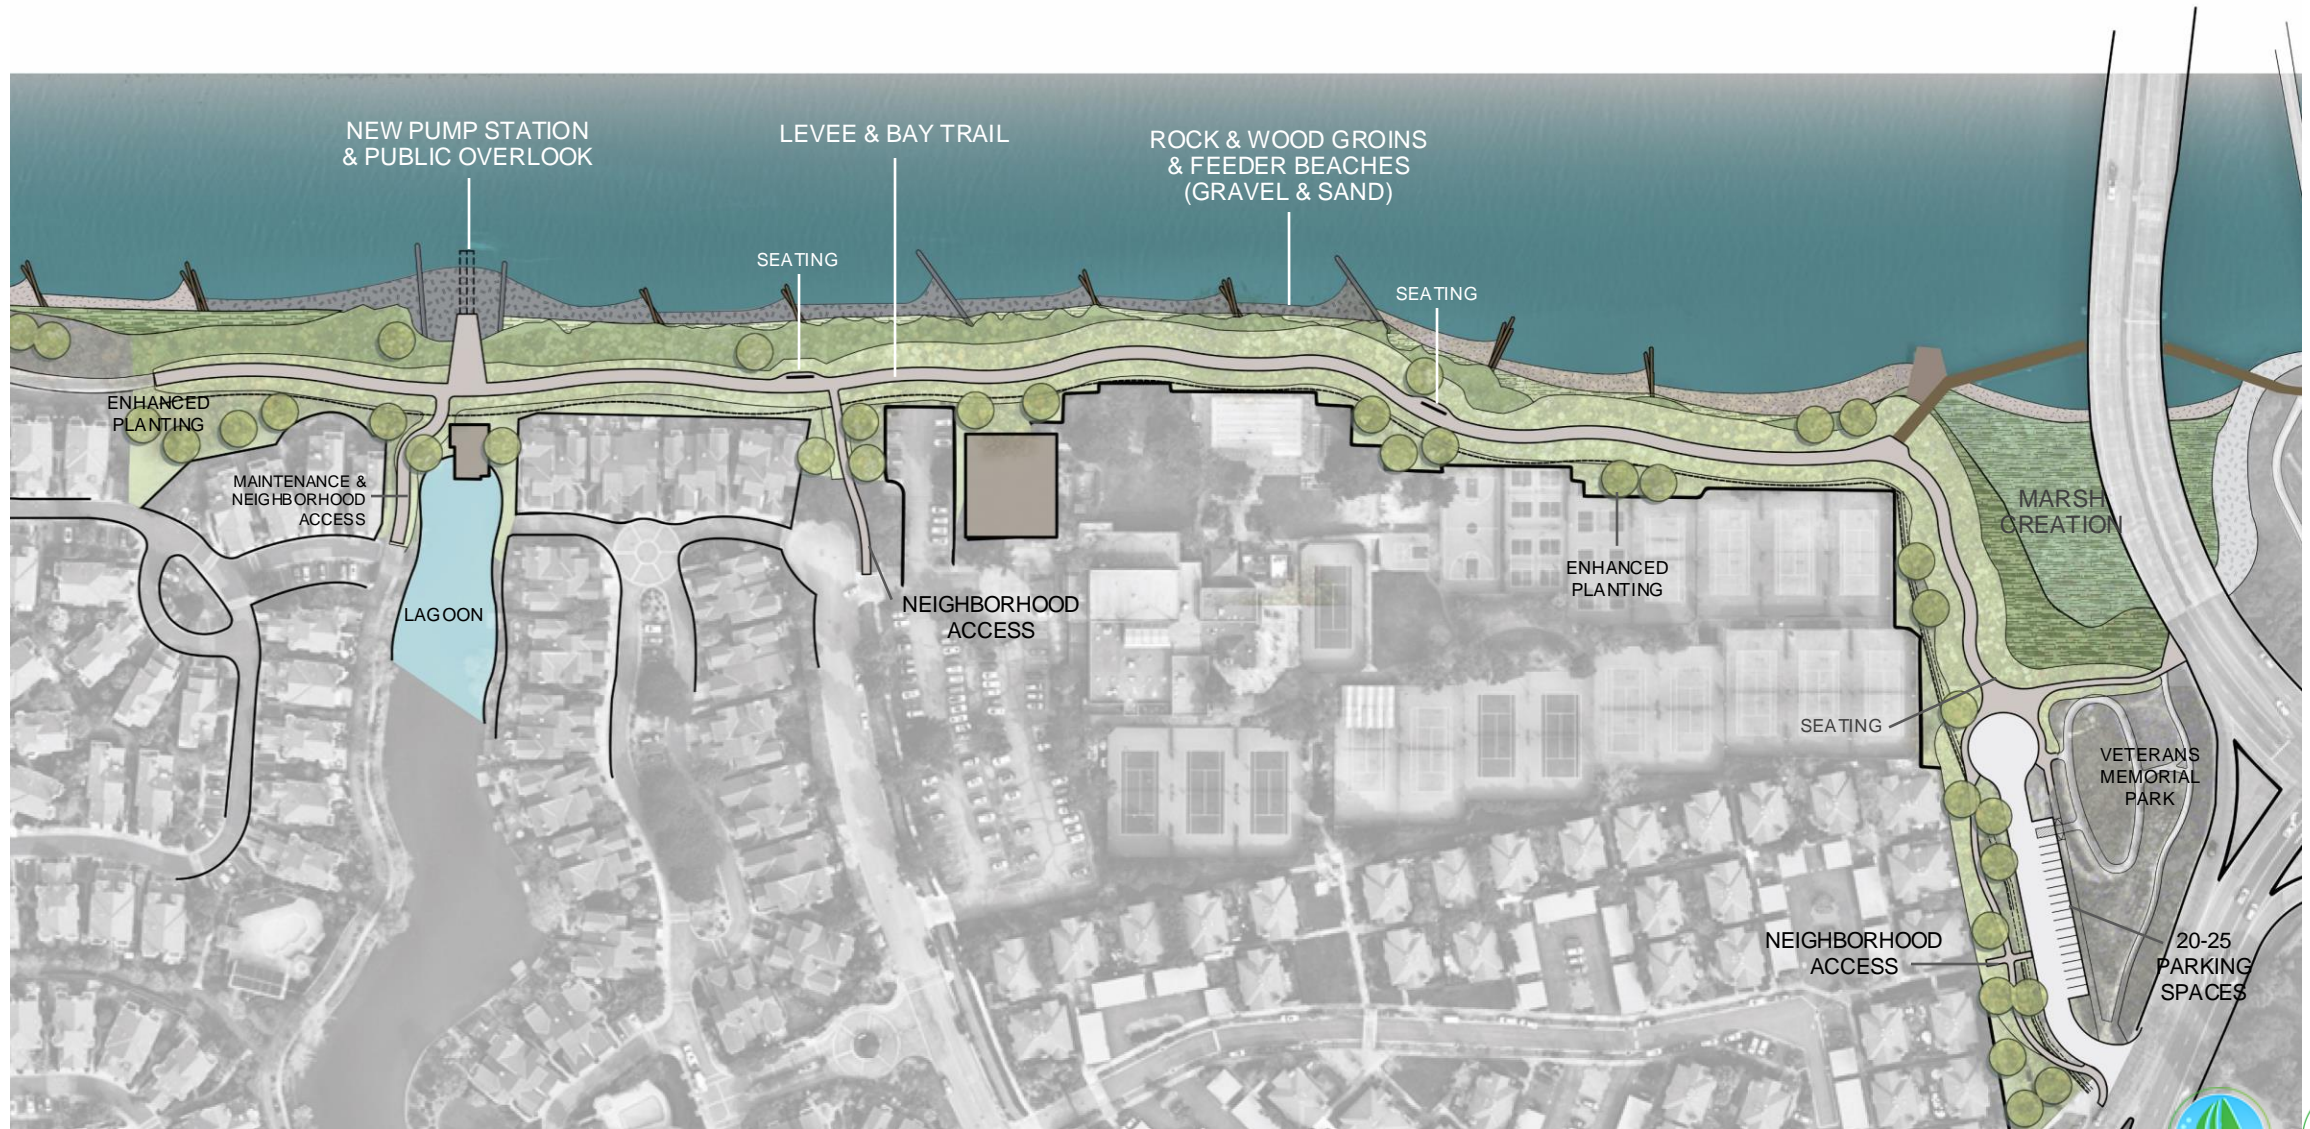 NEW PUMP STATION
& PUBLIC OVERLOOK
LEVEE & BAY TRAIL
ROCK & WOOD GROINS
& FEEDER BEACHES
(GRAVEL & SAND)
SEATING
SEATING
ENHANCED
PLANTING
MAINTENANCE &
NEIGHBORHOOD
ACCESS
LAGOON
NEIGHBORHOOD
ACCESS
ENHANCED
PLANTING
MARSH
CREATION
SEATING
VETERANS
MEMORIAL
PARK
NEIGHBORHOOD
ACCESS
20-25
PARKING
SPACES